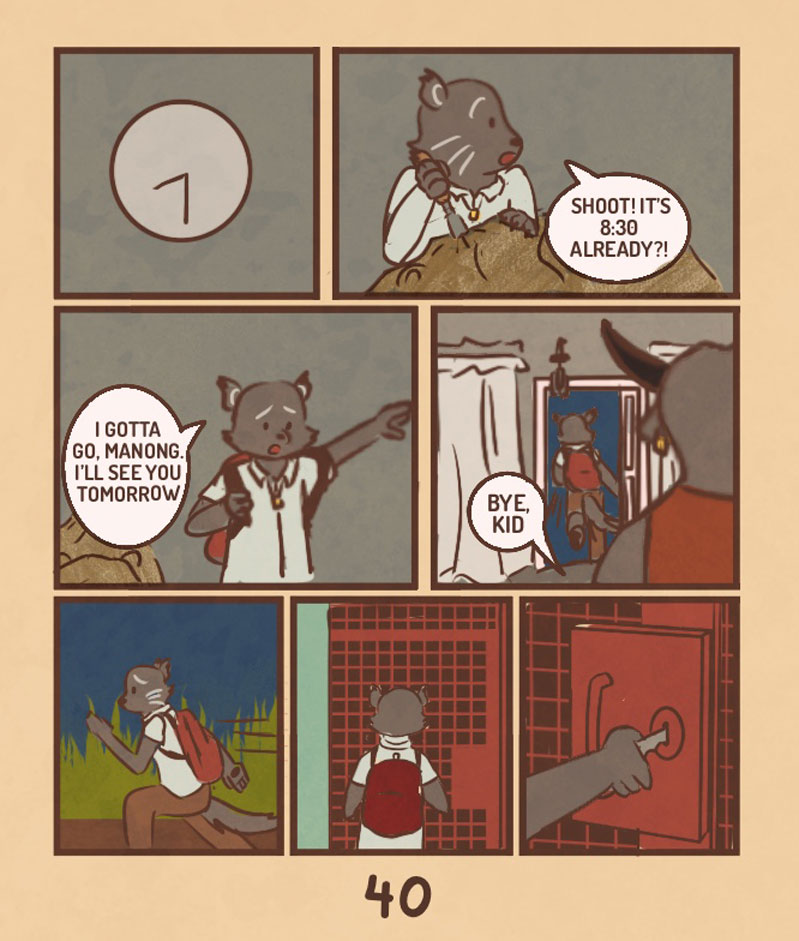 SHOOT! IT'S
8:30
ALREADY?!
I GOTTA
GO, MANONG.
I'LL SEE YOU
TOMORROW
BYE,
KID
40